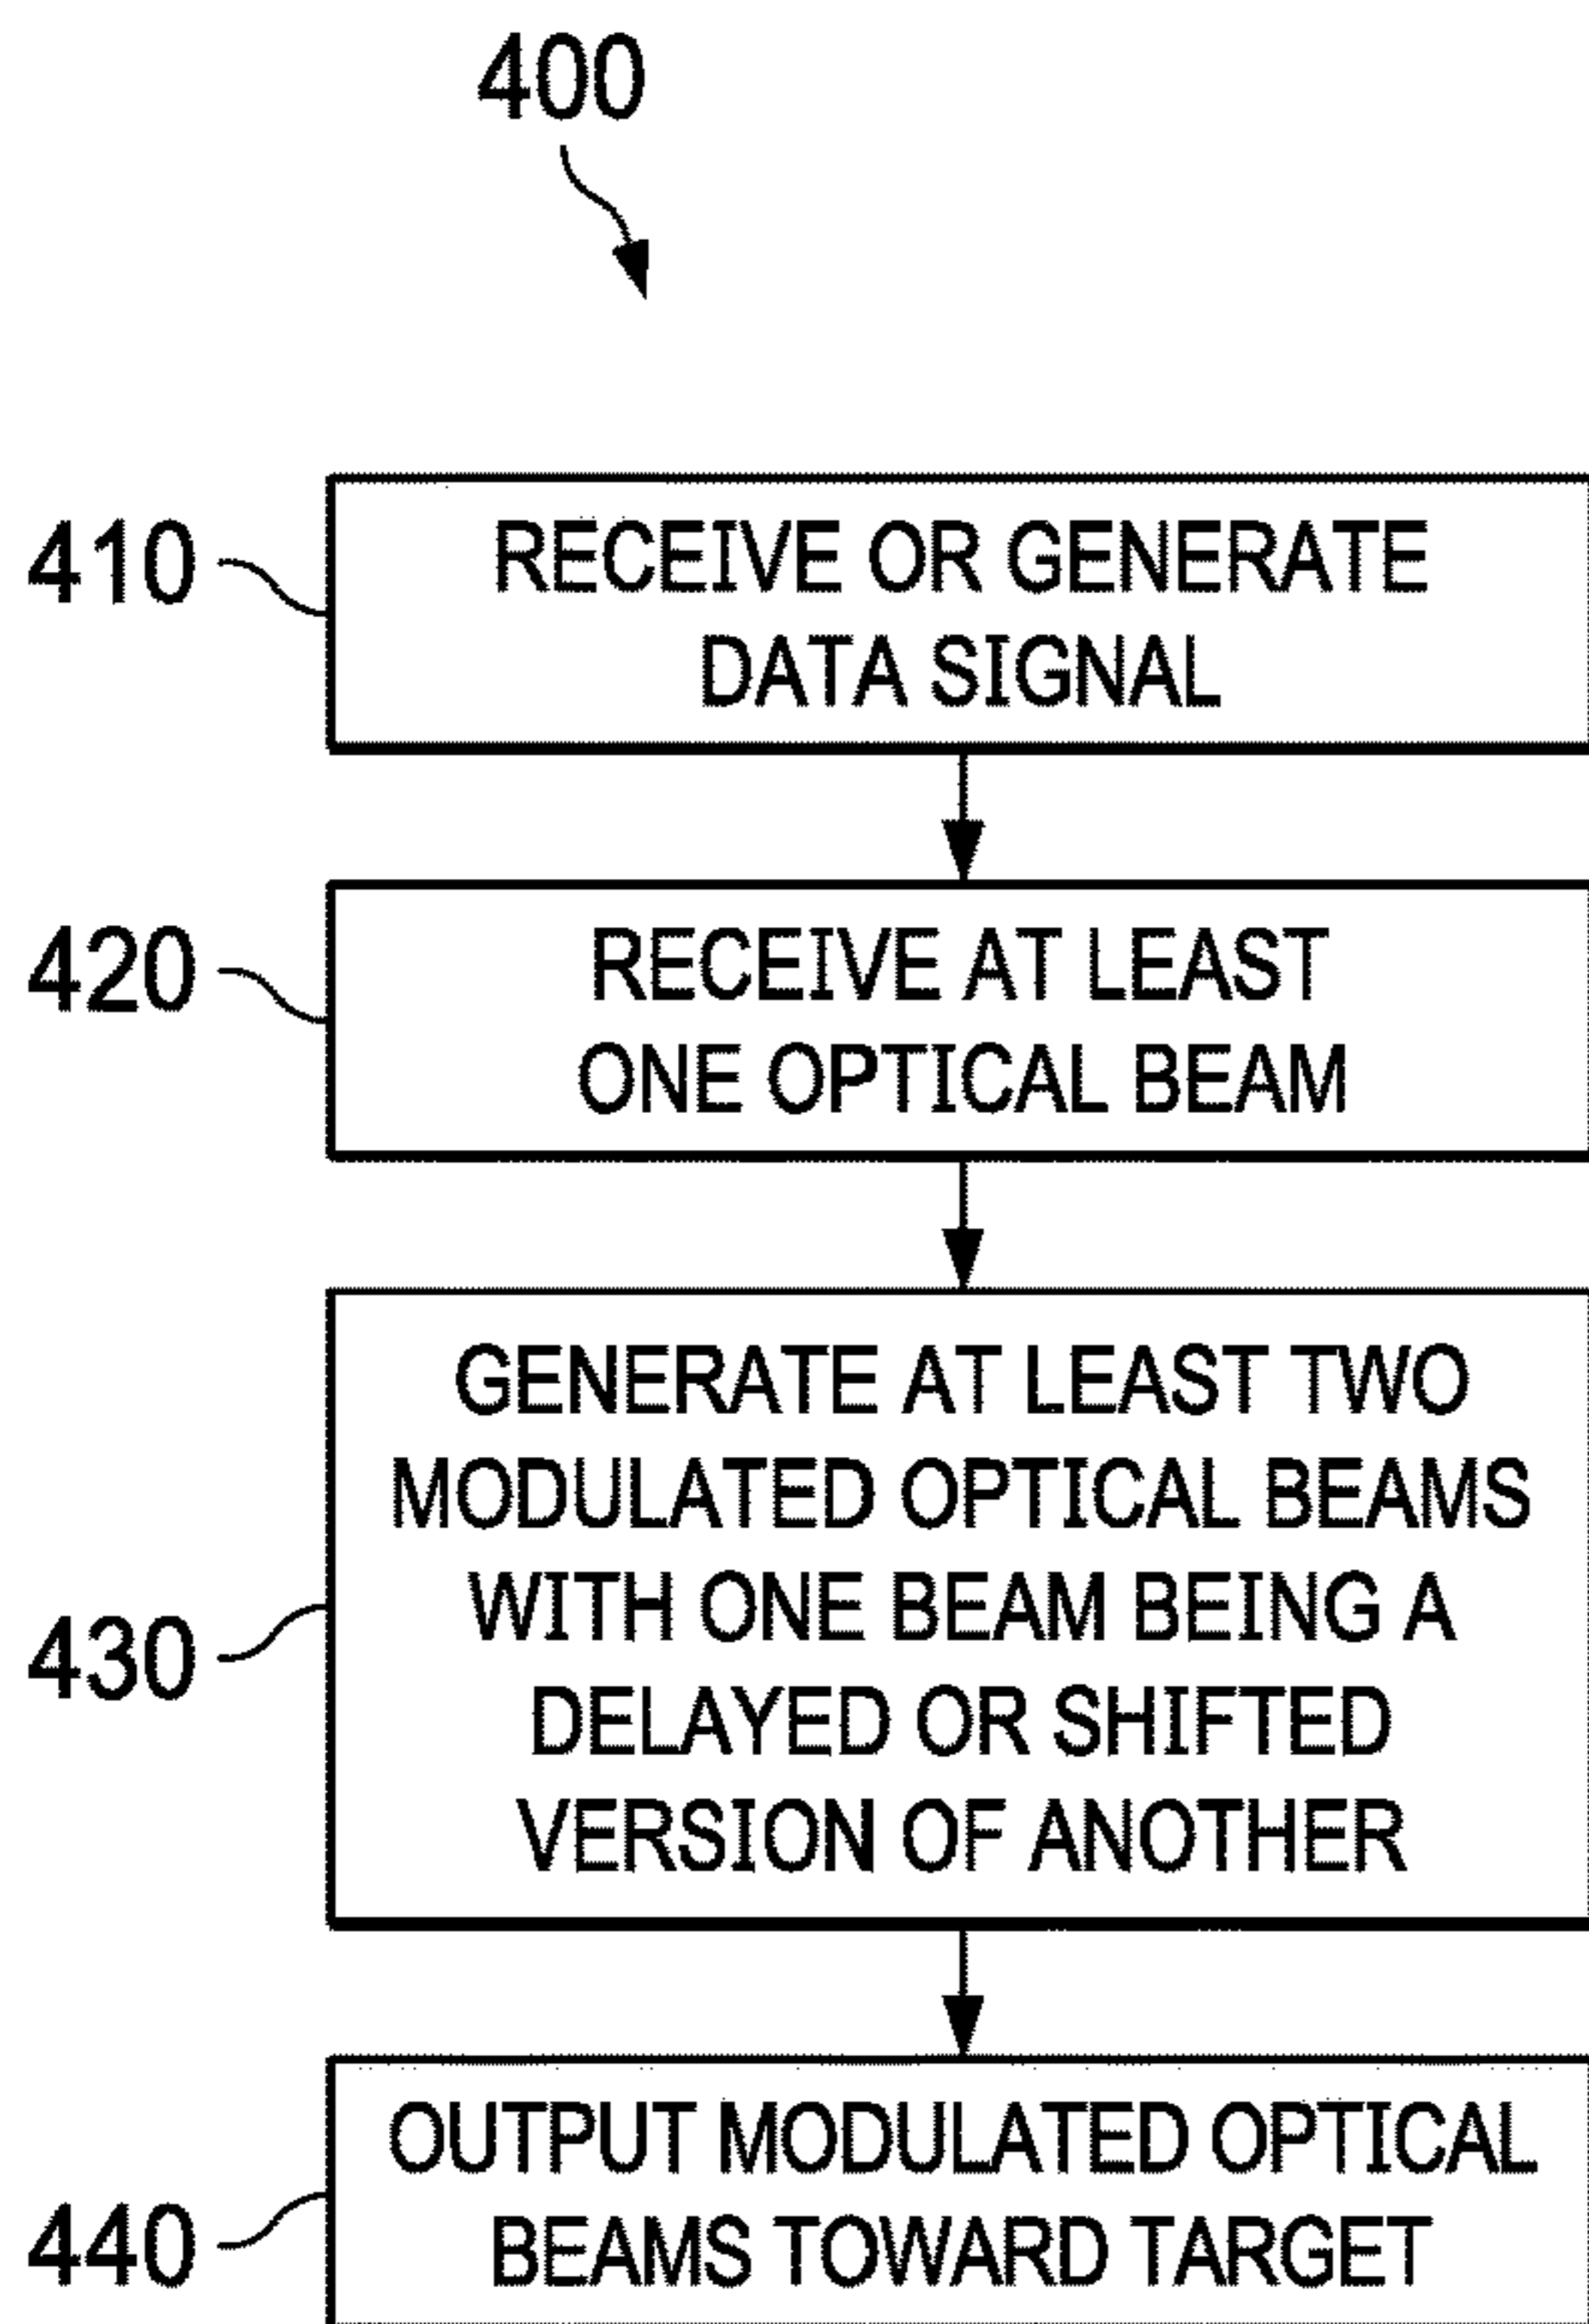 400
410
RECEIVE OR GENERATE
DATA SIGNAL
420
RECEIVE AT LEAST
ONE OPTICAL BEAM
430
GENERATE AT LEAST TWO
MODULATED OPTICAL BEAMS
WITH ONE BEAM BEING A
DELAYED OR SHIFTED
VERSION OF ANOTHER
440
OUTPUT MODULATED OPTICAL
BEAMS TOWARD TARGET